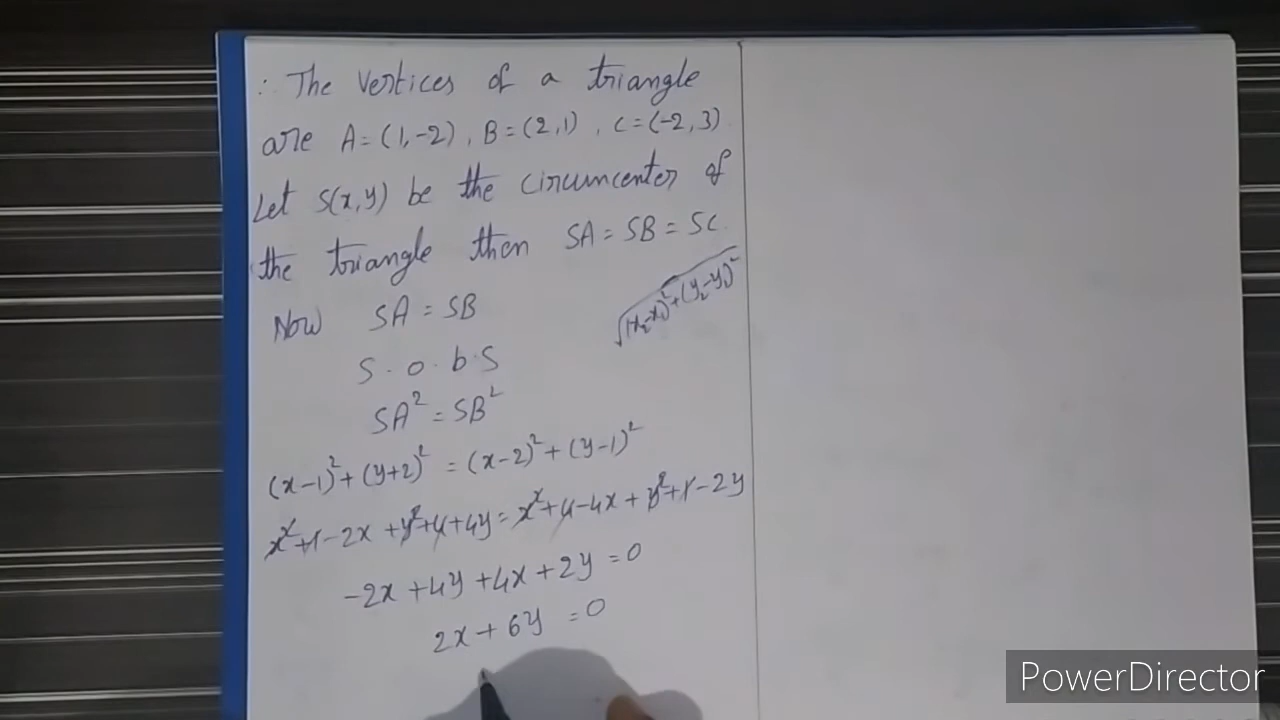 ∴ The vertices of a triangle
are A=(1,-2), B=(2,1), C=(-2,3)
Let S(x,y) be the circumcenter of
the triangle then SA=SB=SC
√(x₂-x₁)²+(y₂-y₁)²
Now SA=SB
S.o.b.S
SA²=SB²
(x-1)²+(y+2)²=(x-2)²+(y-1)²
x²+1-2x+y²+4+4y=x²+4-4x+y²+1-2y
-2x+4y+4x+2y=0
2x+6y=0
PowerDirector